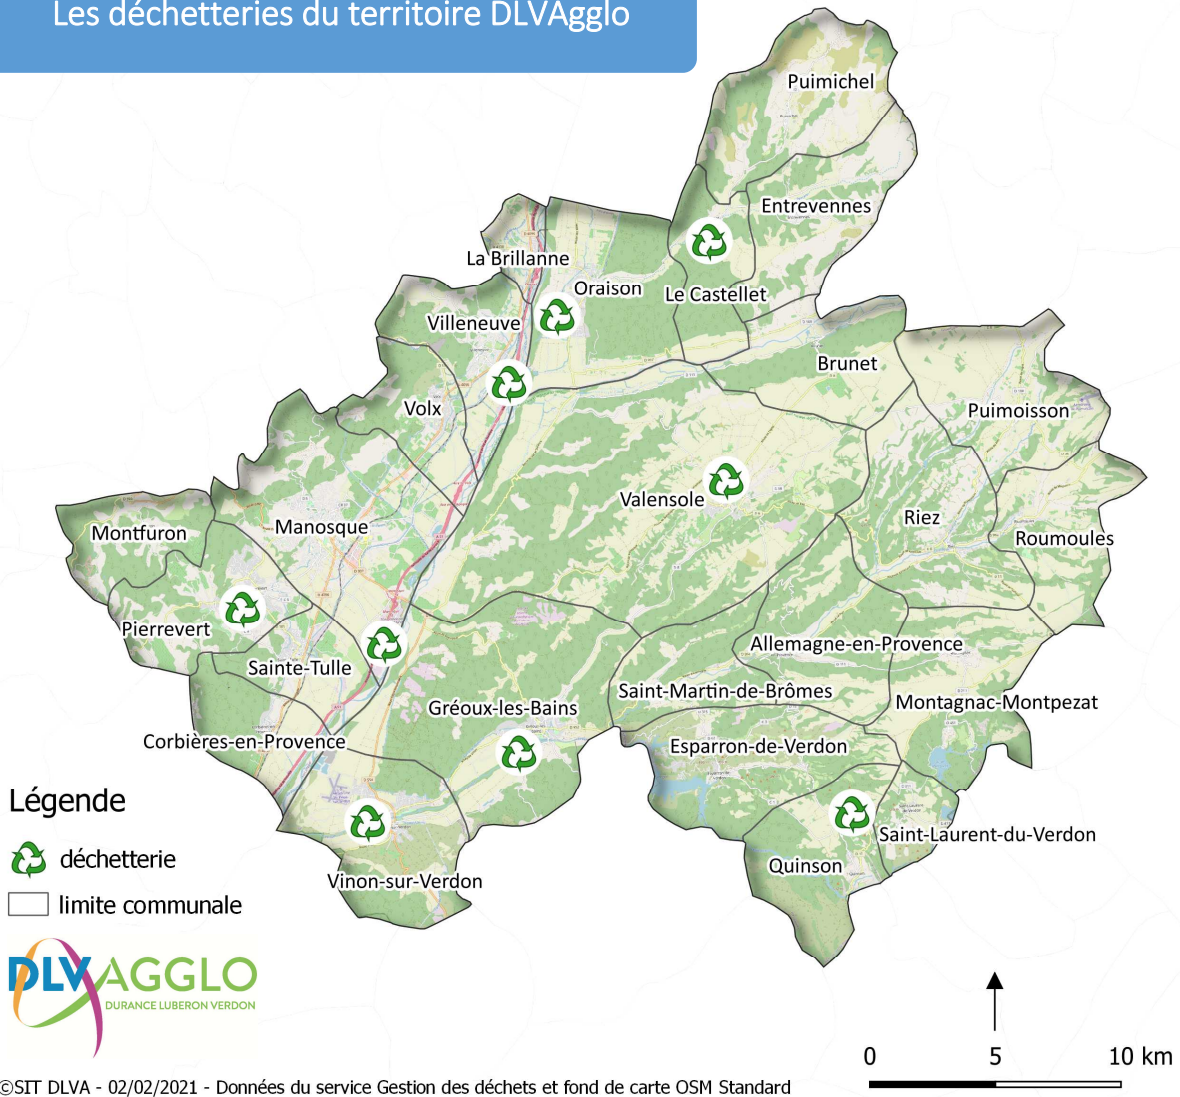 Les déchetteries du territoire DLVAgglo
Puimichel
Entrevennes
La Brillanne
Oraison
Le Castellet
Villeneuve
Brunet
Volx
Puimoisson
Valensole
Riez
Manosque
Montfuron
Roumoules
Pierrevert
Allemagne-en-Provence
Sainte-Tulle
Saint-Martin-de-Brômes
Gréoux-les-Bains
Montagnac-Montpezat
Corbières-en-Provence
Esparron-de-Verdon
Saint-Laurent-du-Verdon
Quinson
Vinon-sur-Verdon
Légende
déchetterie
limite communale
DLVAGGLO
DURANCE LUBERON VERDON
0 5 10 km
©SIT DLVA - 02/02/2021 - Données du service Gestion des déchets et fond de carte OSM Standard